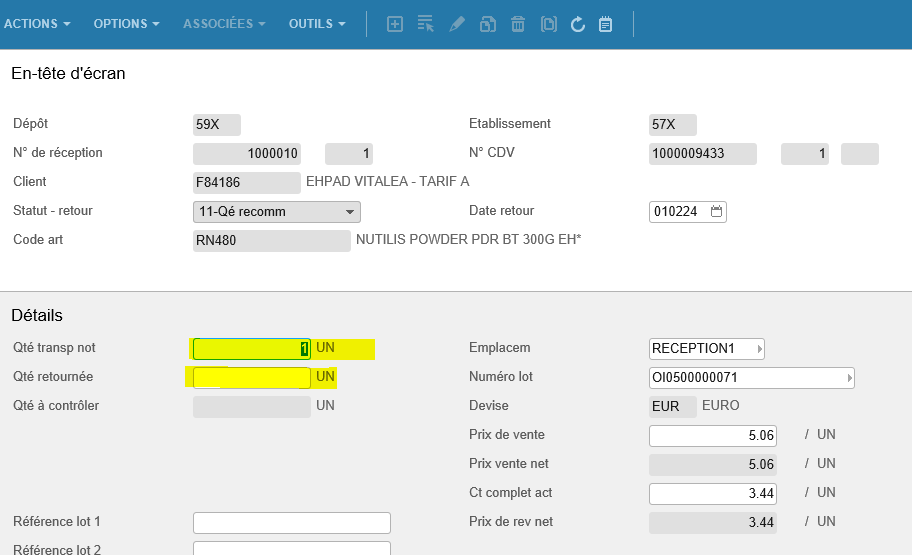 ACTIONS OPTIONS ASSOCIÉES OUTILS
En-tête d'écran
Dépôt 59X Etablissement 57X
N° de réception 1000010 1 N° CDV 1000009433 1
Client F84186 EHPAD VITALEA - TARIF A
Statut - retour 11-Qé recomm Date retour 010224
Code art RN480 NUTILIS POWDER PDR BT 300G EH*
Détails
Qté transp not 1 UN Emplacem RECEPTION1
Qté retournée UN Numéro lot OI0500000071
Qté à contrôler UN Devise EUR EURO
Prix de vente 5.06 / UN
Prix vente net 5.06 / UN
Ct complet act 3.44 / UN
Référence lot 1 Prix de rev net 3.44 / UN
Référence lot 2